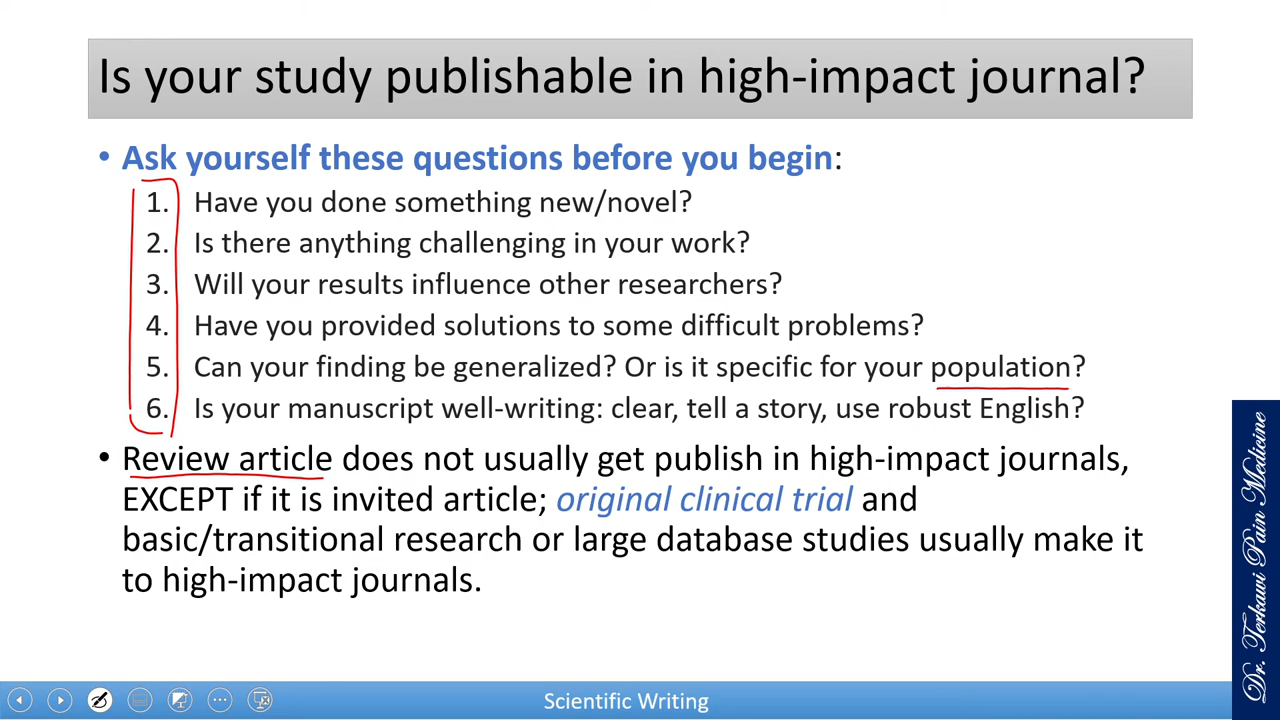 Is your study publishable in high-impact journal?
• Ask yourself these questions before you begin:
1. Have you done something new/novel?
2. Is there anything challenging in your work?
3. Will your results influence other researchers?
4. Have you provided solutions to some difficult problems?
5. Can your finding be generalized? Or is it specific for your population?
6. Is your manuscript well-writing: clear, tell a story, use robust English?
• Review article does not usually get publish in high-impact journals,
EXCEPT if it is invited article; original clinical trial and
basic/transitional research or large database studies usually make it
to high-impact journals.
Dr. Terkawi Pain Medicine
Scientific Writing